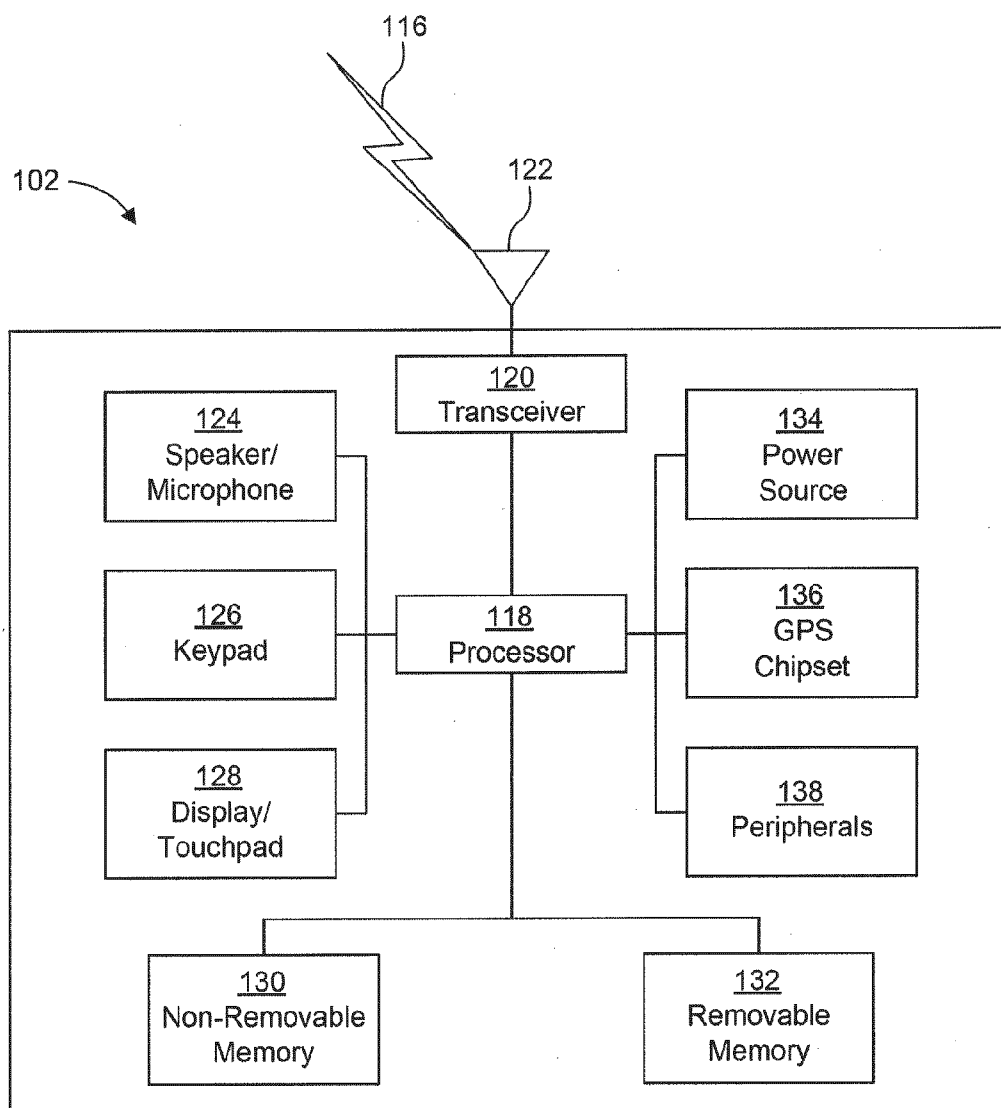 116
102
122
120
Transceiver
124
Speaker/
Microphone
134
Power
Source
126
Keypad
118
Processor
136
GPS
Chipset
128
Display/
Touchpad
138
Peripherals
130
Non-Removable
Memory
132
Removable
Memory